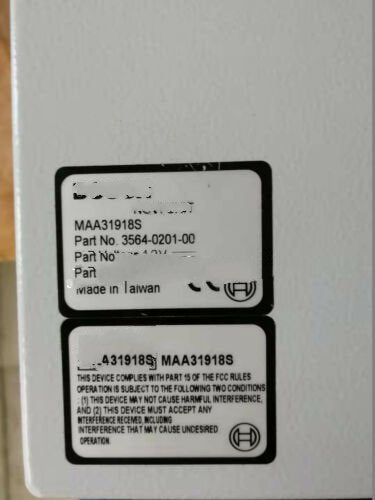 MAA31918S
Part No. 3564-0201-00
Part No
Part
Made in Taiwan
A31918S MAA31918S
THIS DEVICE COMPLIES WITH PART 15 OF THE FCC RULES
OPERATION IS SUBJECT TO THE FOLLOWING TWO CONDITIONS
: (1) THIS DEVICE MAY NOT CAUSE HARMFUL INTERFERENCE,
AND (2) THIS DEVICE MUST ACCEPT ANY
INTERFERENCE RECEIVED, INCLUDING
INTERFERENCE THAT MAY CAUSE UNDESIRED
OPERATION.